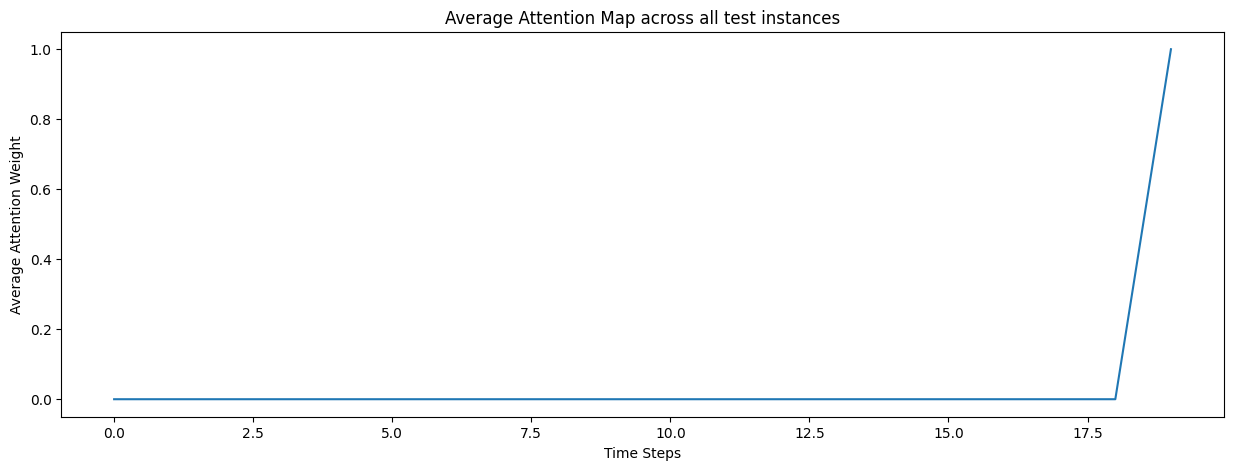 Average Attention Map across all test instances
Average Attention Weight
1.0
0.8
0.6
0.4
0.2
0.0
0.0 2.5 5.0 7.5 10.0 12.5 15.0 17.5
Time Steps